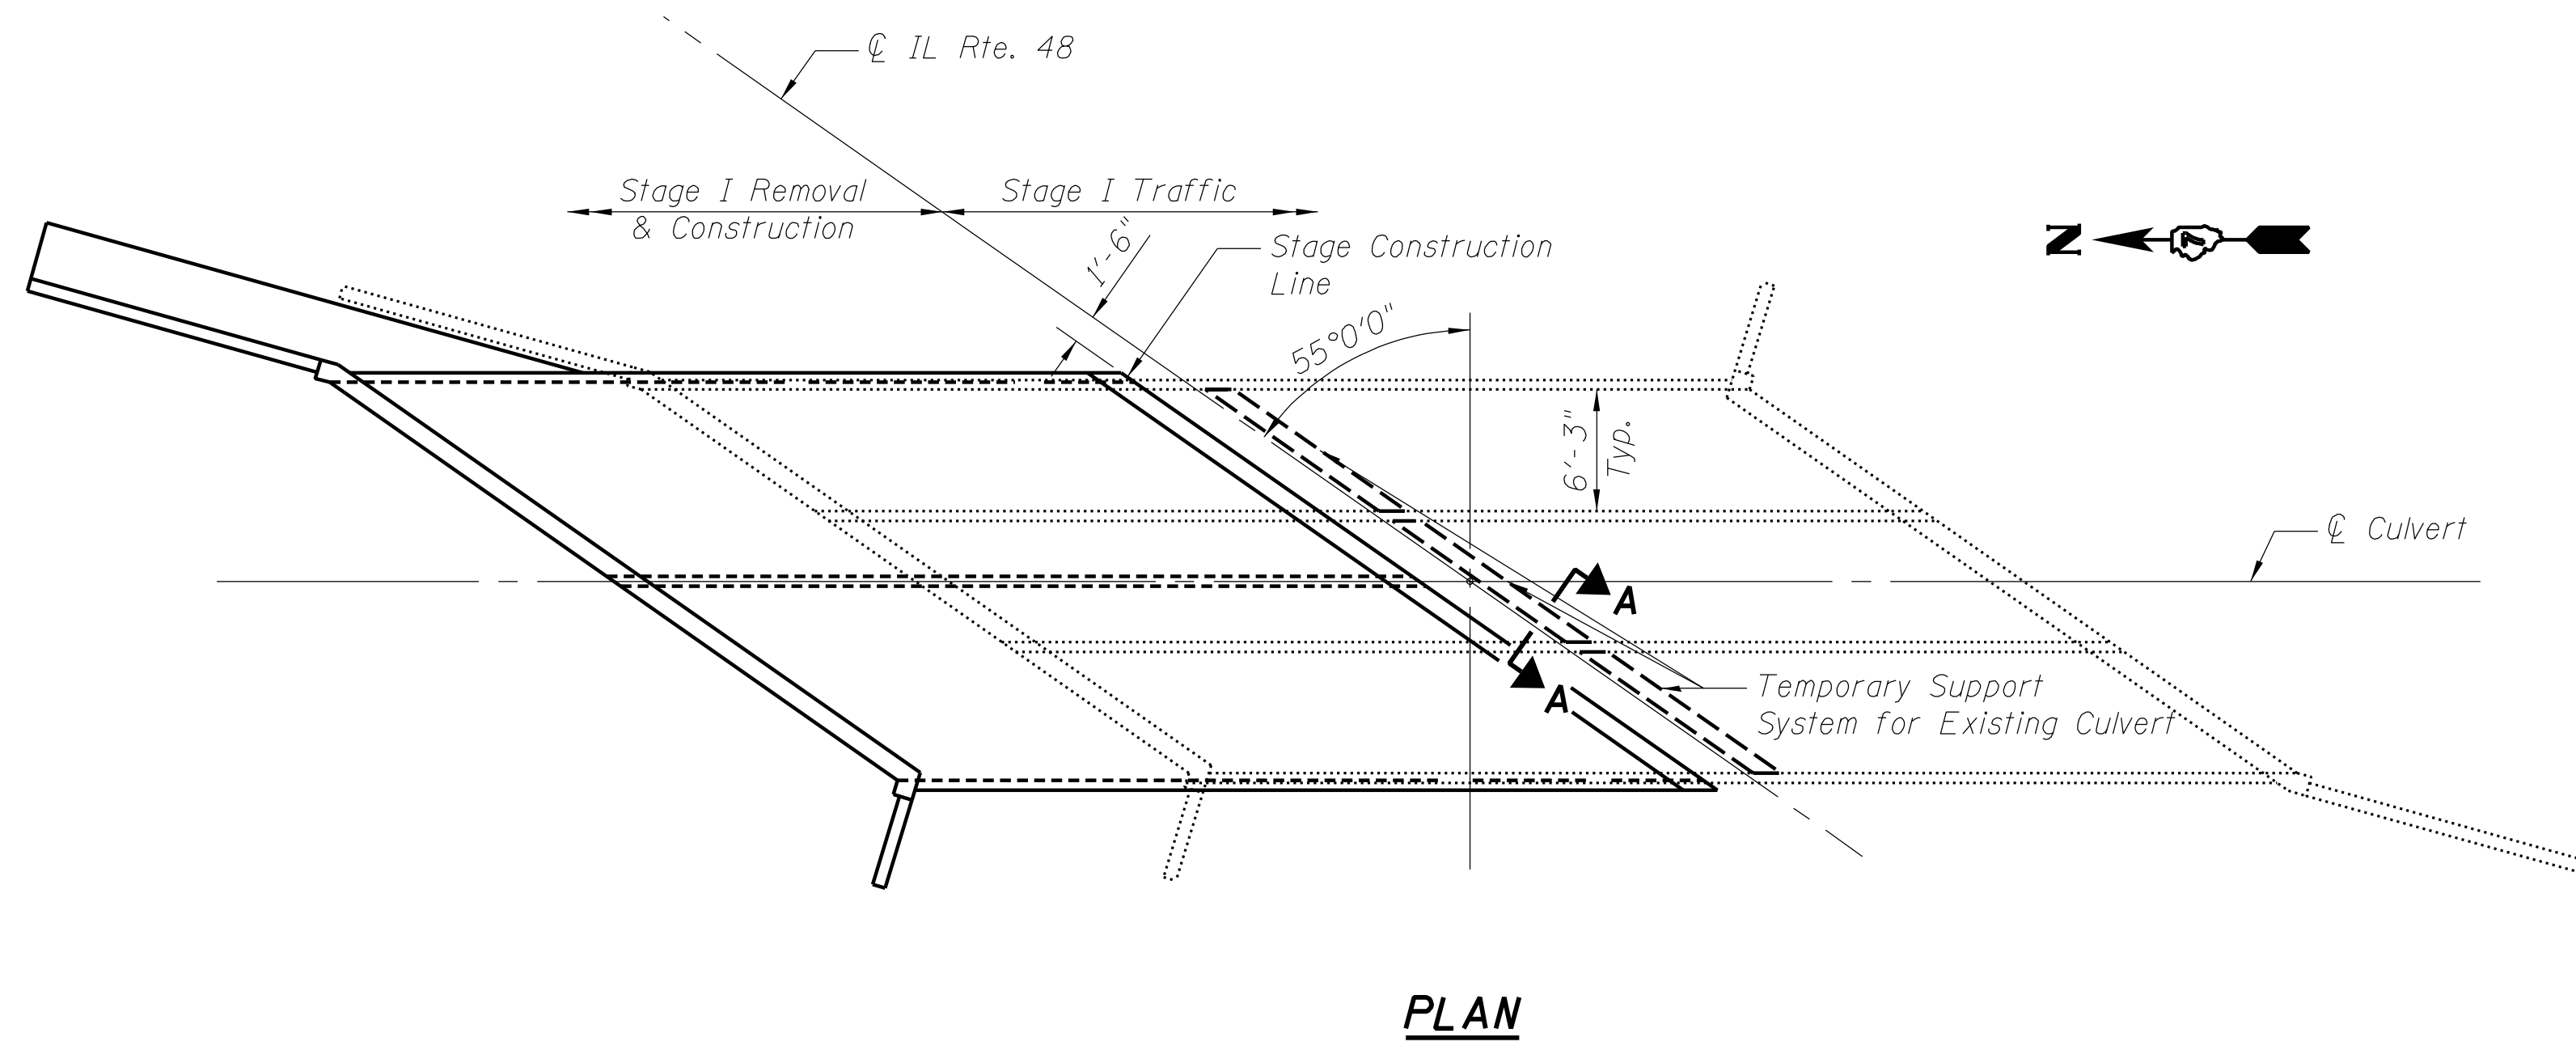 ℄ IL Rte. 48
Stage I Removal
& Construction
Stage I Traffic
1'-6"
Stage Construction
Line
55°0'0"
N
6'-3"
Typ.
℄ Culvert
A
A
Temporary Support
System for Existing Culvert
PLAN